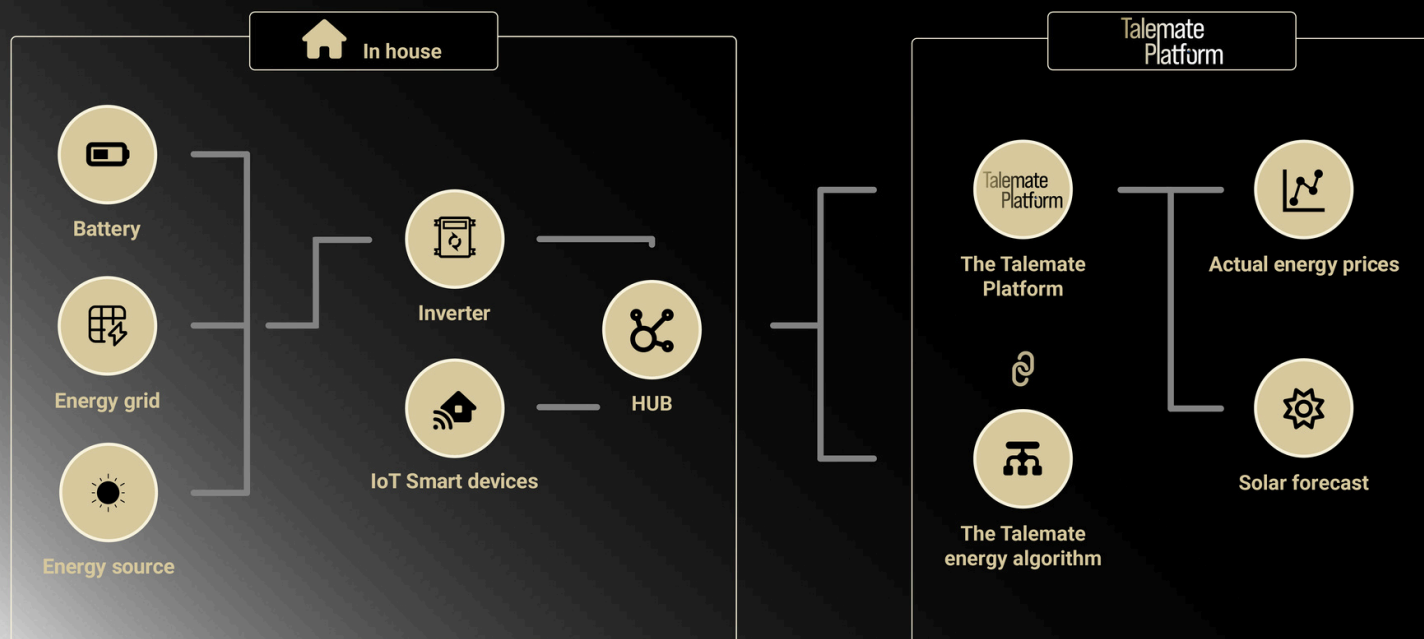 In house
Battery
Energy grid
Energy source
Inverter
IoT Smart devices
HUB
Talemate
Platform
Talemate
Platform
The Talemate
Platform
The Talemate
energy algorithm
Actual energy prices
Solar forecast